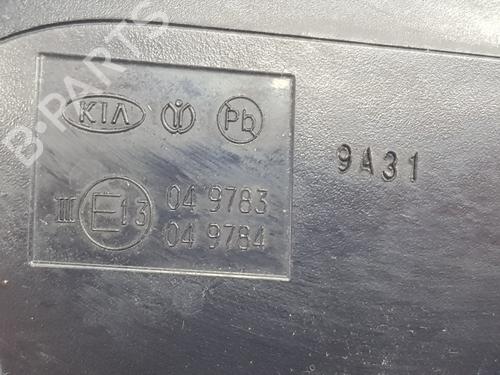 B-PARTS
KIA Pb
9A31
III E13 04 9783
04 9784